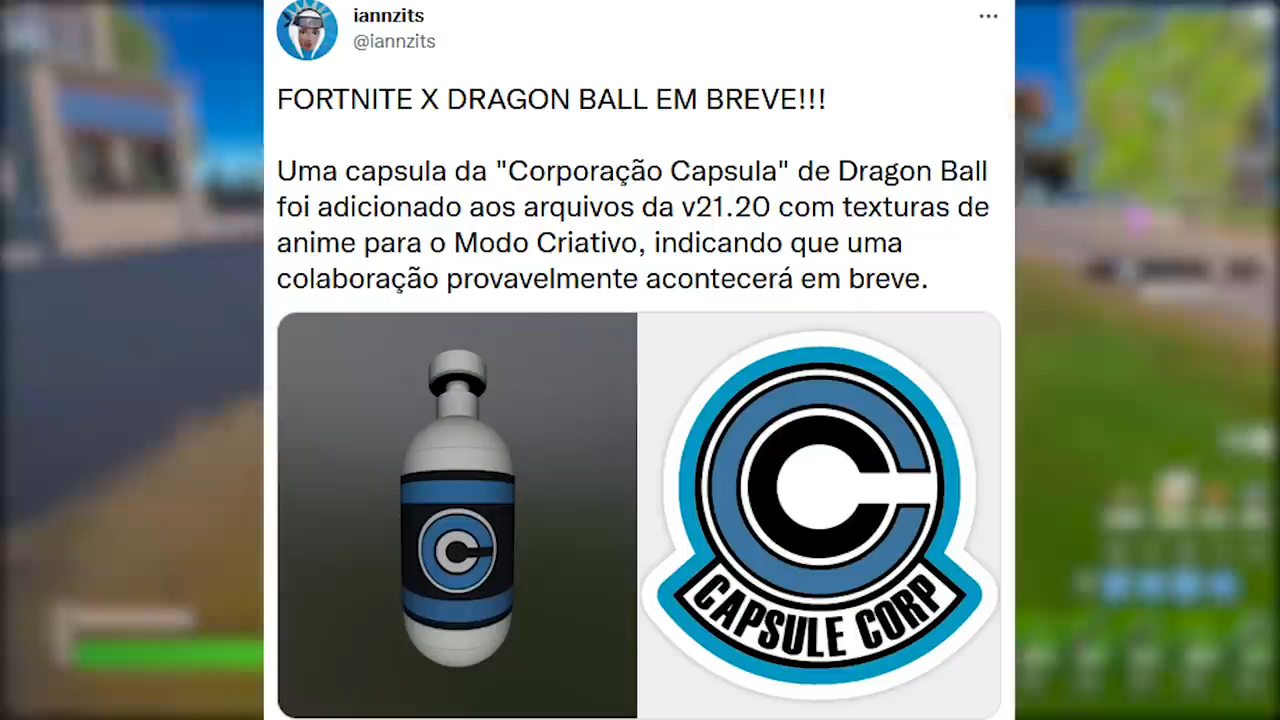 iannzits
@iannzits
FORTNITE X DRAGON BALL EM BREVE!!!
Uma capsula da "Corporação Capsula" de Dragon Ball
foi adicionado aos arquivos da v21.20 com texturas de
anime para o Modo Criativo, indicando que uma
colaboração provavelmente acontecerá em breve.
CAPSULE CORP